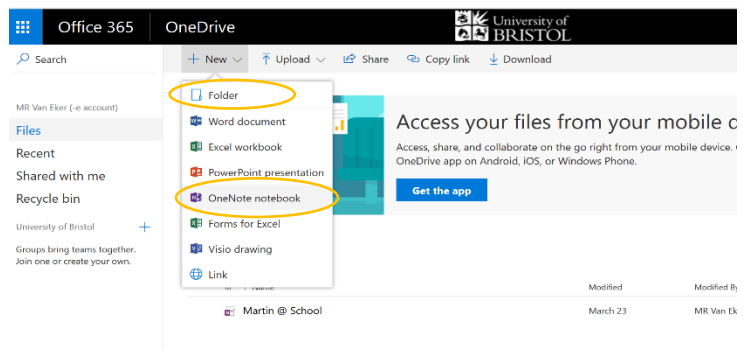 Office 365
OneDrive
University of
BRISTOL
Search
New
Upload
Share
Copy link
Download
MR Van Eker (-e account)
Files
Recent
Shared with me
Recycle bin
University of Bristol
Groups bring teams together.
Join one or create your own.
Folder
Word document
Excel workbook
PowerPoint presentation
OneNote notebook
Forms for Excel
Visio drawing
Link
Access your files from your mobile d
Access, share, and collaborate on the go right from your mobile device.
OneDrive app on Android, iOS, or Windows Phone.
Get the app
Name
Modified
Modified By
Martin @ School
March 23
MR Van Ek